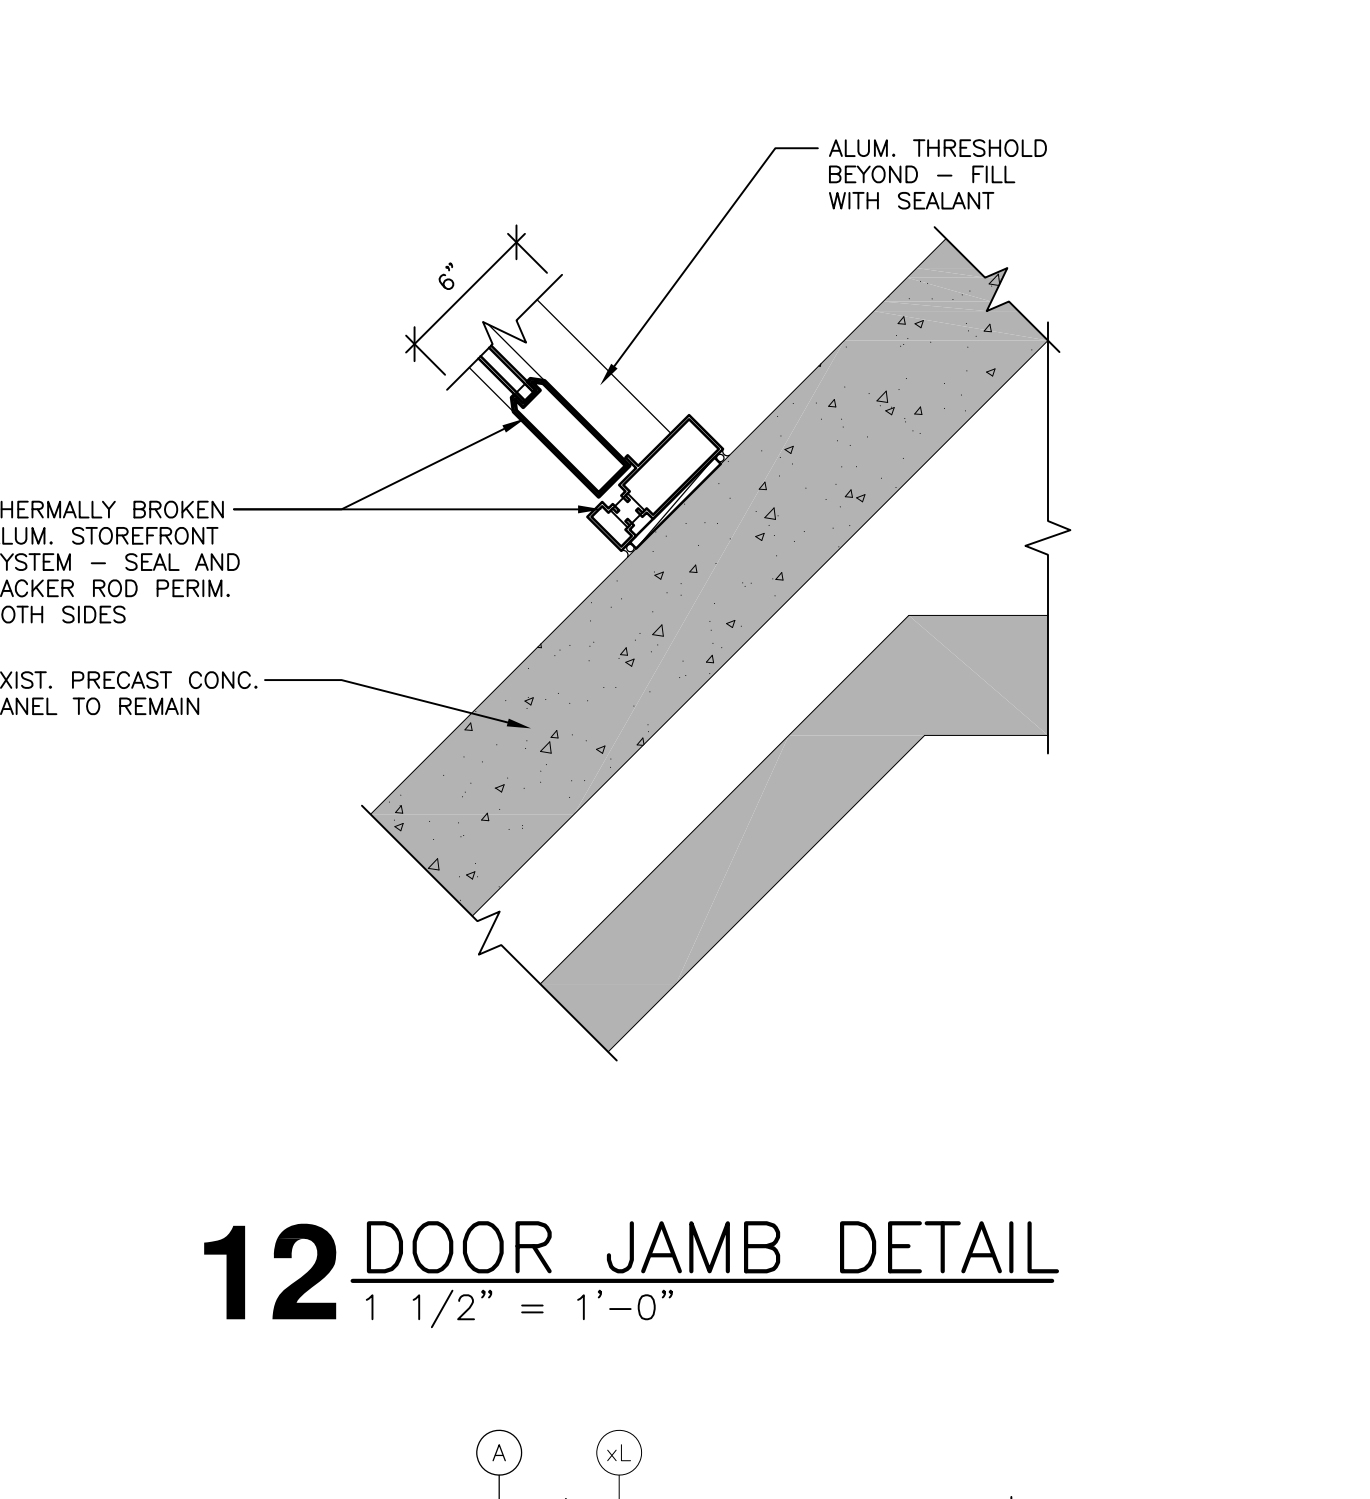 ALUM. THRESHOLD
BEYOND – FILL
WITH SEALANT
6"
HERMALLY BROKEN
LUM. STOREFRONT
YSTEM – SEAL AND
ACKER ROD PERIM.
OTH SIDES
XIST. PRECAST CONC.
ANEL TO REMAIN
12 DOOR JAMB DETAIL
1 1/2" = 1'–0"
A xL